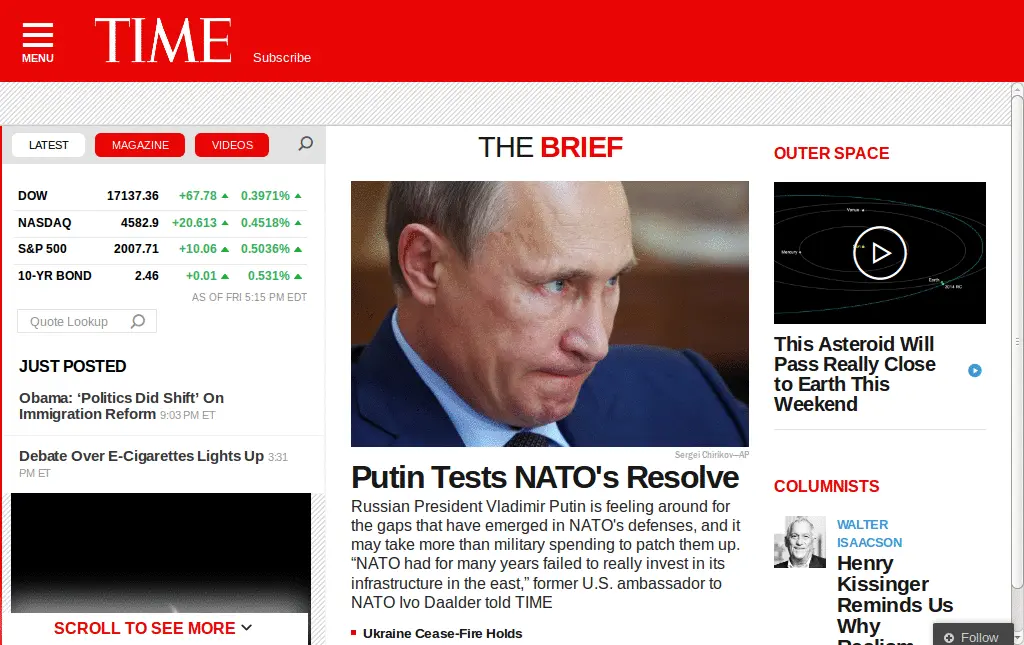 MENU
TIME
Subscribe
LATEST
MAGAZINE
VIDEOS
DOW 17137.36 +67.78 0.3971%
NASDAQ 4582.9 +20.613 0.4518%
S&P 500 2007.71 +10.06 0.5036%
10-YR BOND 2.46 +0.01 0.531%
AS OF FRI 5:15 PM EDT
Quote Lookup
JUST POSTED
Obama: ‘Politics Did Shift’ On
Immigration Reform 9:03 PM ET
Debate Over E-Cigarettes Lights Up 3:31
PM ET
SCROLL TO SEE MORE
THE BRIEF
Sergei Chirikov—AP
Putin Tests NATO's Resolve
Russian President Vladimir Putin is feeling around for
the gaps that have emerged in NATO's defenses, and it
may take more than military spending to patch them up.
“NATO had for many years failed to really invest in its
infrastructure in the east,” former U.S. ambassador to
NATO Ivo Daalder told TIME
Ukraine Cease-Fire Holds
OUTER SPACE
Venus
Mercury
Earth
This Asteroid Will
Pass Really Close
to Earth This
Weekend
COLUMNISTS
WALTER
ISAACSON
Henry
Kissinger
Reminds Us
Why
Realism
Follow